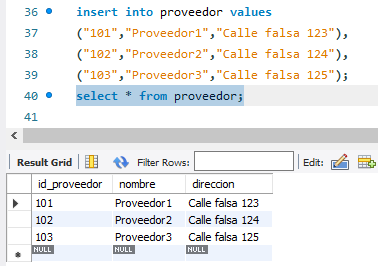 36 insert into proveedor values
37 ("101","Proveedor1","Calle falsa 123"),
38 ("102","Proveedor2","Calle falsa 124"),
39 ("103","Proveedor3","Calle falsa 125");
40 select * from proveedor;
41
Result Grid Filter Rows: Edit:
id_proveedor nombre direccion
101 Proveedor1 Calle falsa 123
102 Proveedor2 Calle falsa 124
103 Proveedor3 Calle falsa 125
NULL NULL NULL